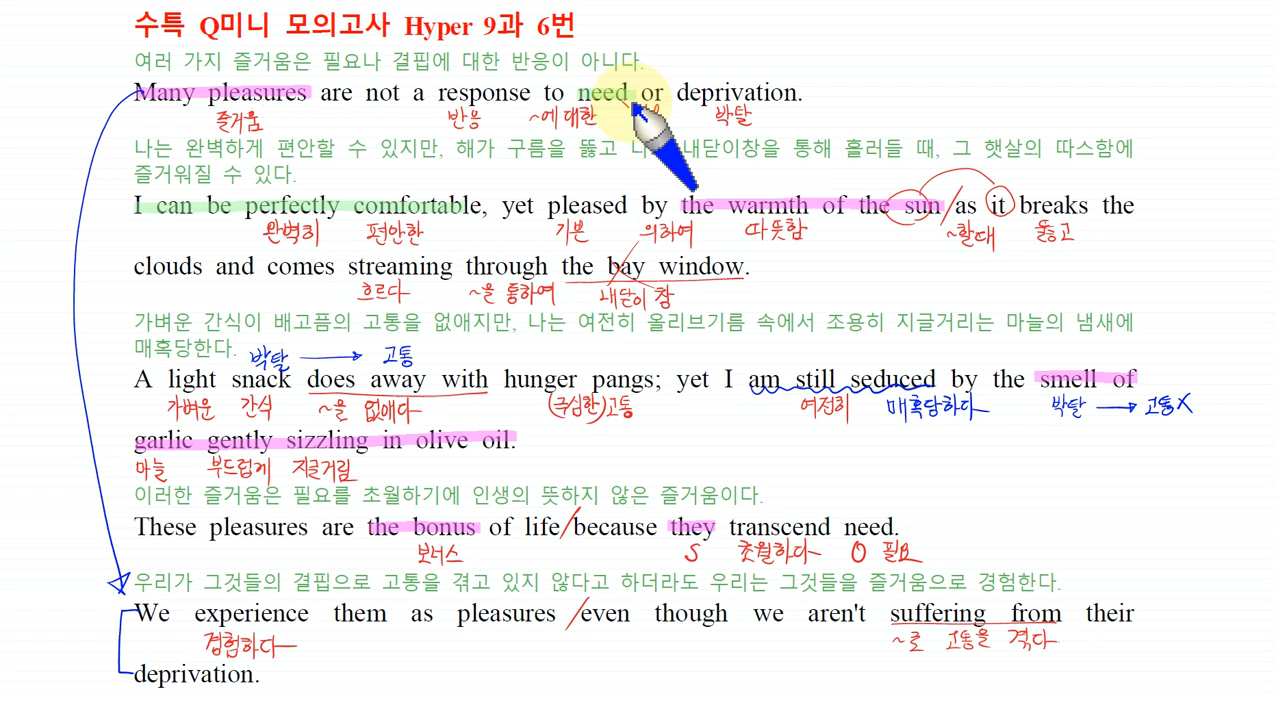 수특 Q미니 모의고사 Hyper 9과 6번
여러 가지 즐거움은 필요나 결핍에 대한 반응이 아니다.
Many pleasures are not a response to need or deprivation.
즐거움 반응 ~에 대한 박탈
나는 완벽하게 편안할 수 있지만, 해가 구름을 뚫고 내닫이창을 통해 흘러들 때, 그 햇살의 따스함에
즐거워질 수 있다.
I can be perfectly comfortable, yet pleased by the warmth of the sun as it breaks the
완벽히 편안한 기쁜 의하여 따뜻함 ~할때 뚫고
clouds and comes streaming through the bay window.
흐르다 ~을 통하여 내닫이 창
가벼운 간식이 배고픔의 고통을 없애지만, 나는 여전히 올리브기름 속에서 조용히 지글거리는 마늘의 냄새에
매혹당한다.
박탈 고통
A light snack does away with hunger pangs; yet I am still seduced by the smell of
가벼운 간식 ~을 없애다 (극심한)고통 여전히 매혹당하다 박탈 고통X
garlic gently sizzling in olive oil.
마늘 부드럽게 지글거림
이러한 즐거움은 필요를 초월하기에 인생의 뜻하지 않은 즐거움이다.
These pleasures are the bonus of life/because they transcend need.
보너스 S 초월하다 O 필요
우리가 그것들의 결핍으로 고통을 겪고 있지 않다고 하더라도 우리는 그것들을 즐거움으로 경험한다.
We experience them as pleasures /even though we aren't suffering from their
경험하다 ~로 고통을 격다
deprivation.